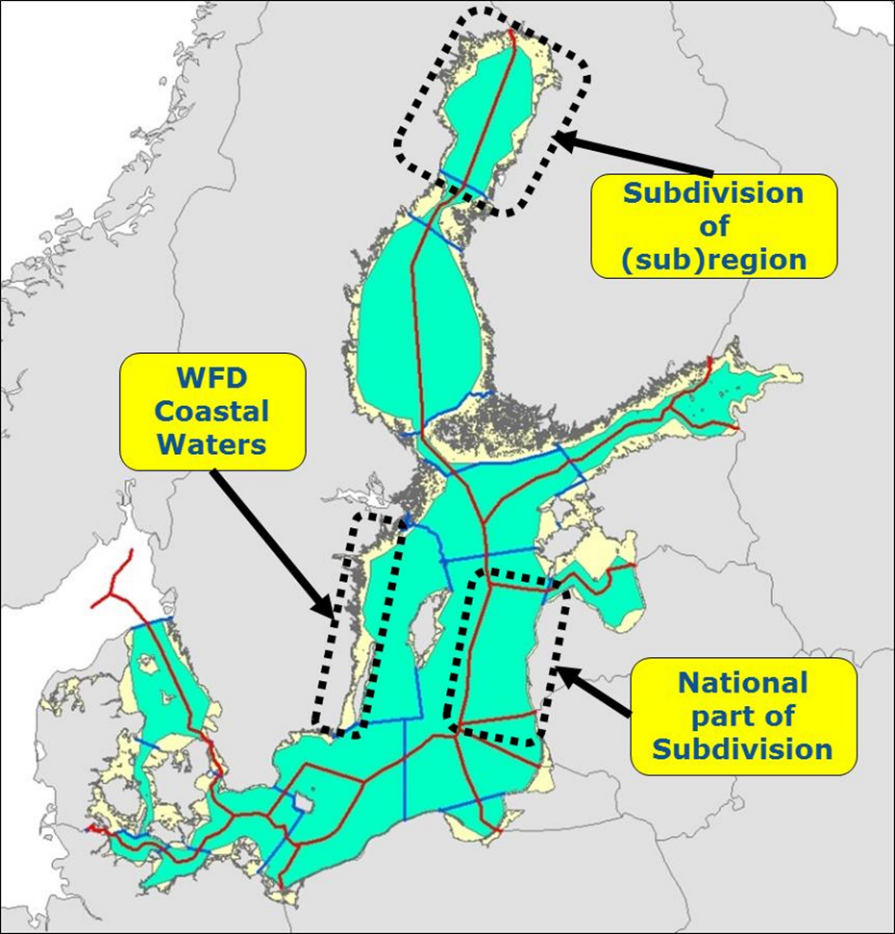 Subdivision
of
(sub)region
WFD
Coastal
Waters
National
part of
Subdivision